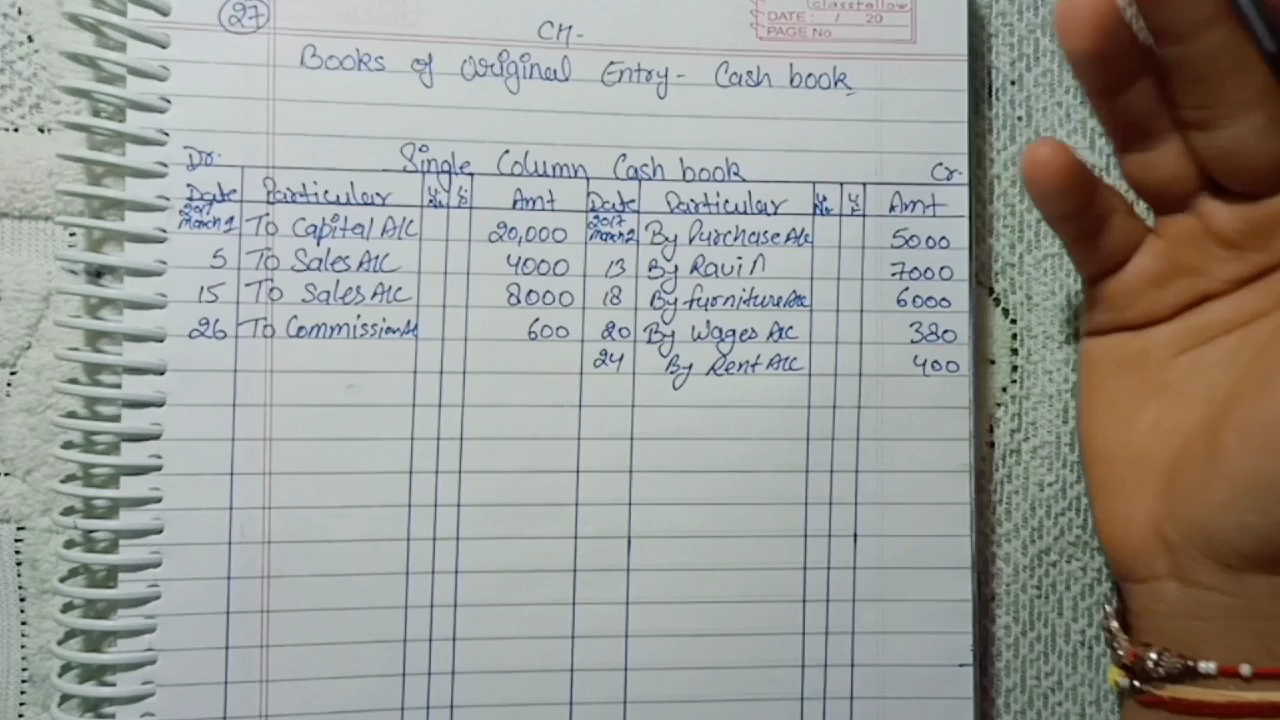 27
classfellow
DATE: / 20
PAGE No
CH-
Books of Original Entry- Cash book
Dr. Single Column Cash book Cr.
Date Particular V.No L.F Amt Date Particular V.No L.F Amt
2017 March 1 To Capital A/C 20,000 2017 March 2 By Purchase A/c 5000
5 To Sales A/C 4000 13 By Ravi 7000
15 To Sales A/C 8000 18 By furniture A/c 6000
26 To Commission A/c 600 20 By Wages A/C 380
24 By Rent A/C 400